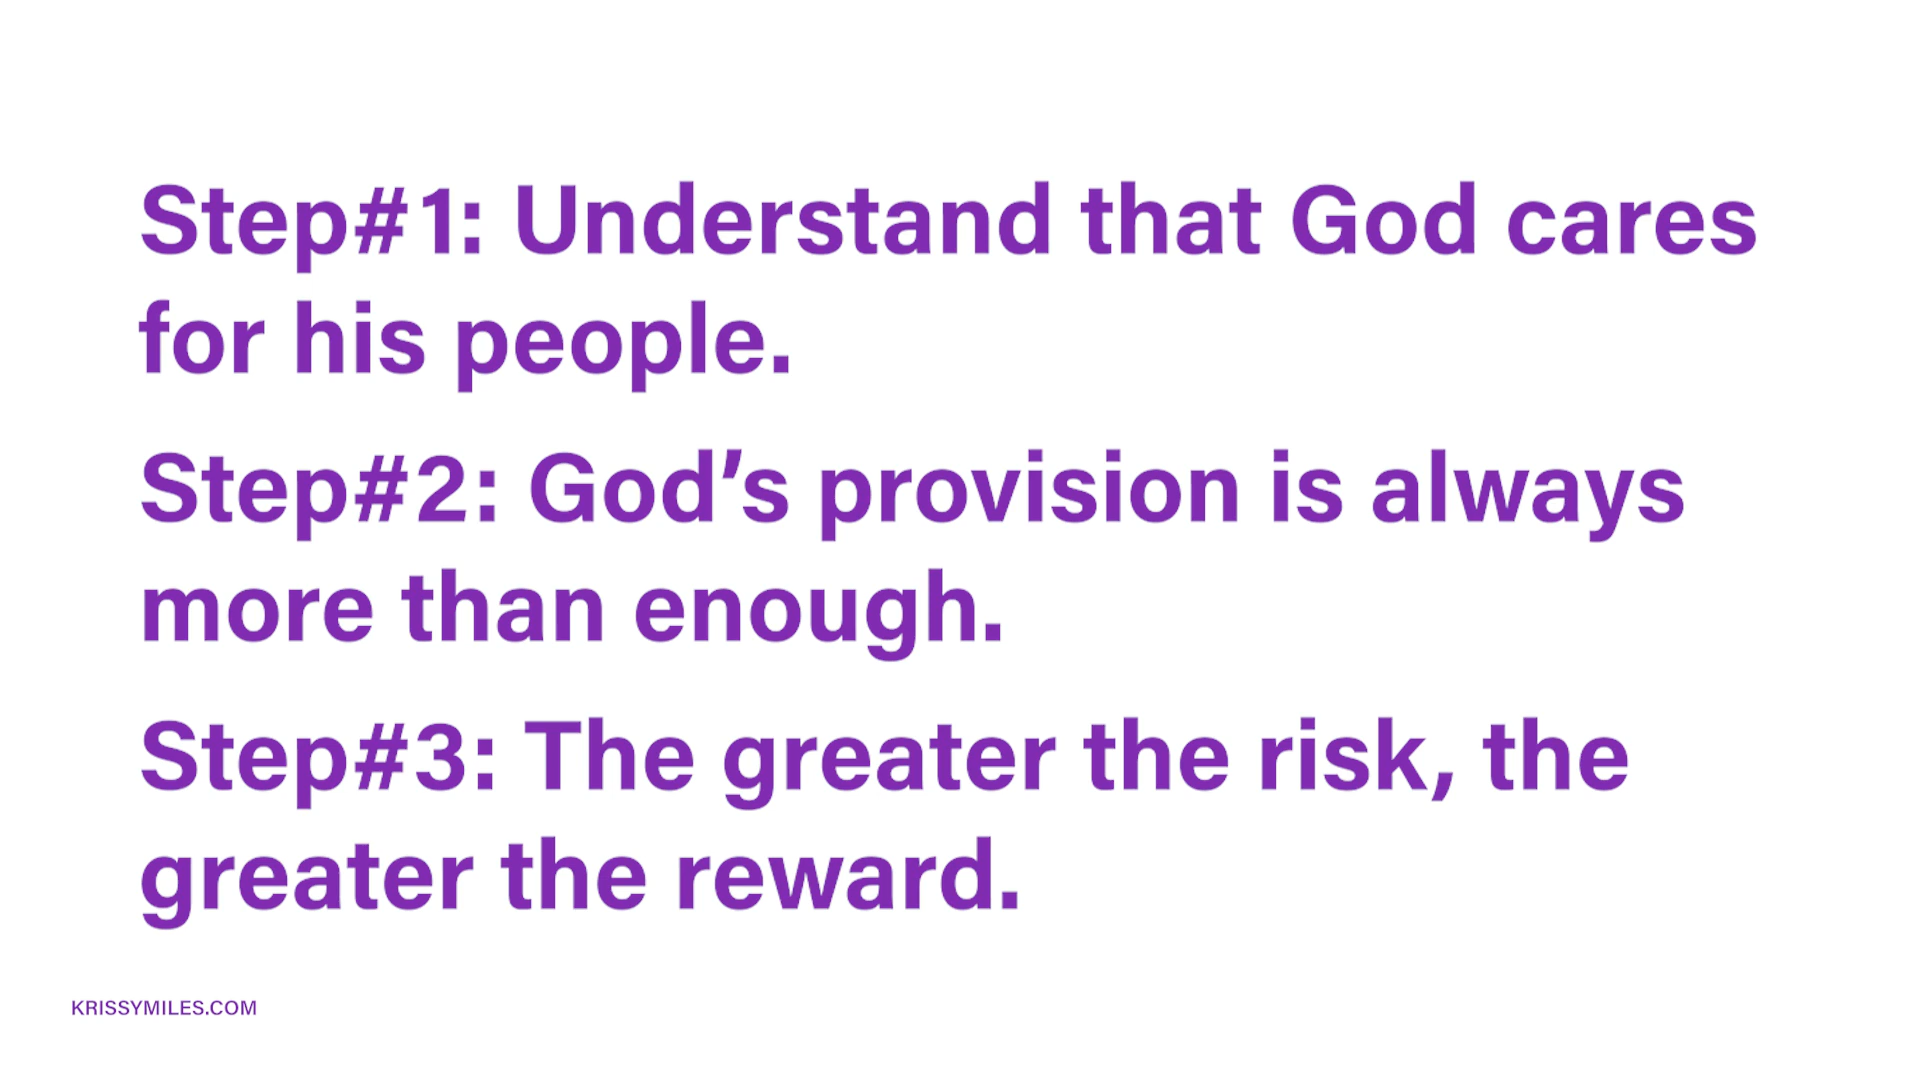 Step#1: Understand that God cares
for his people.
Step#2: God’s provision is always
more than enough.
Step#3: The greater the risk, the
greater the reward.
KRISSYMILES.COM